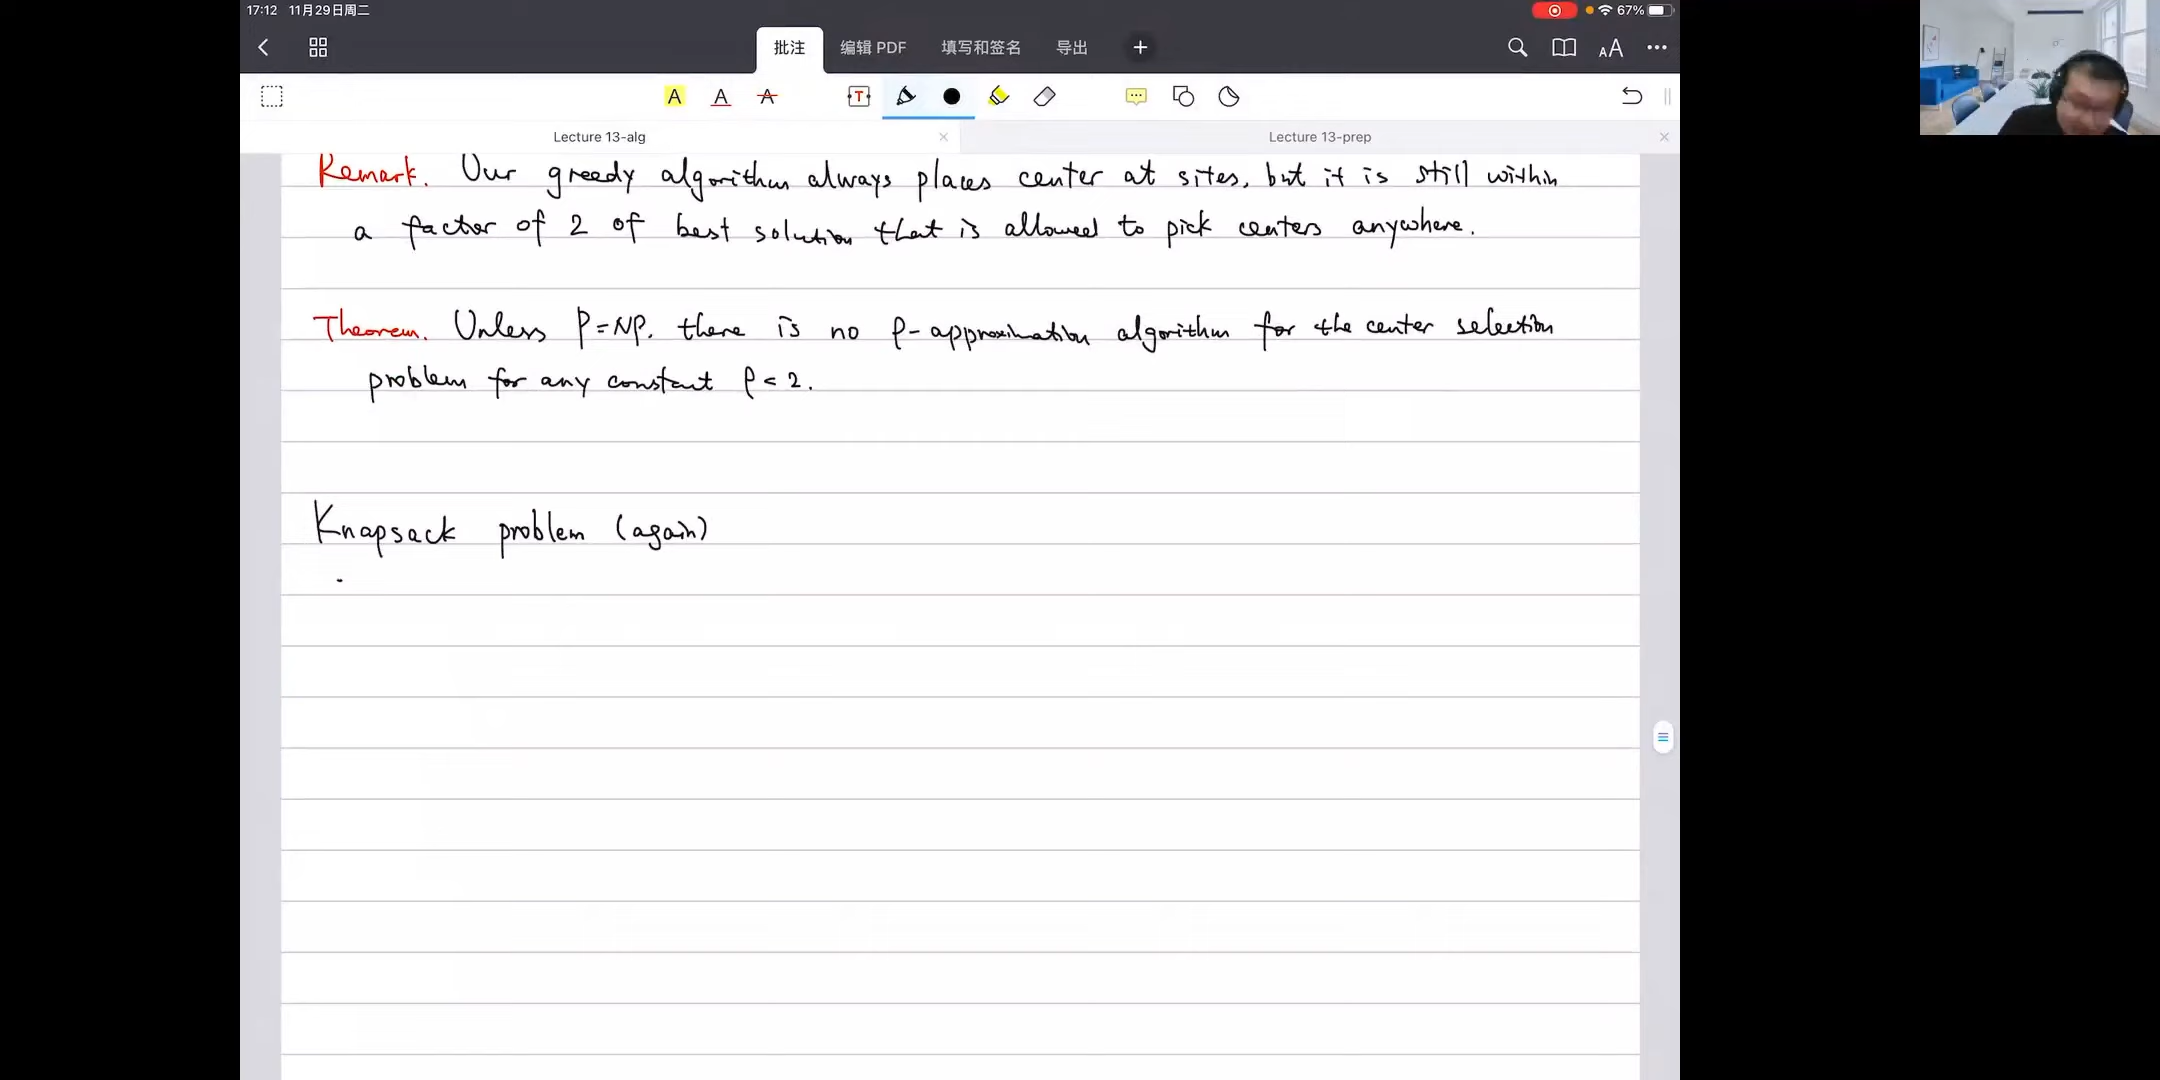 17:12 11月29日周二
67%
批注 编辑 PDF 填写和签名 导出
AA
A A A T
Lecture 13-alg
Lecture 13-prep
Remark. Our greedy algorithm always places center at sites, but it is still within
a factor of 2 of best solution that is allowed to pick centers anywhere.
Theorem. Unless P=NP, there is no ρ-approximation algorithm for the center selection
problem for any constant ρ<2.
Knapsack problem (again)